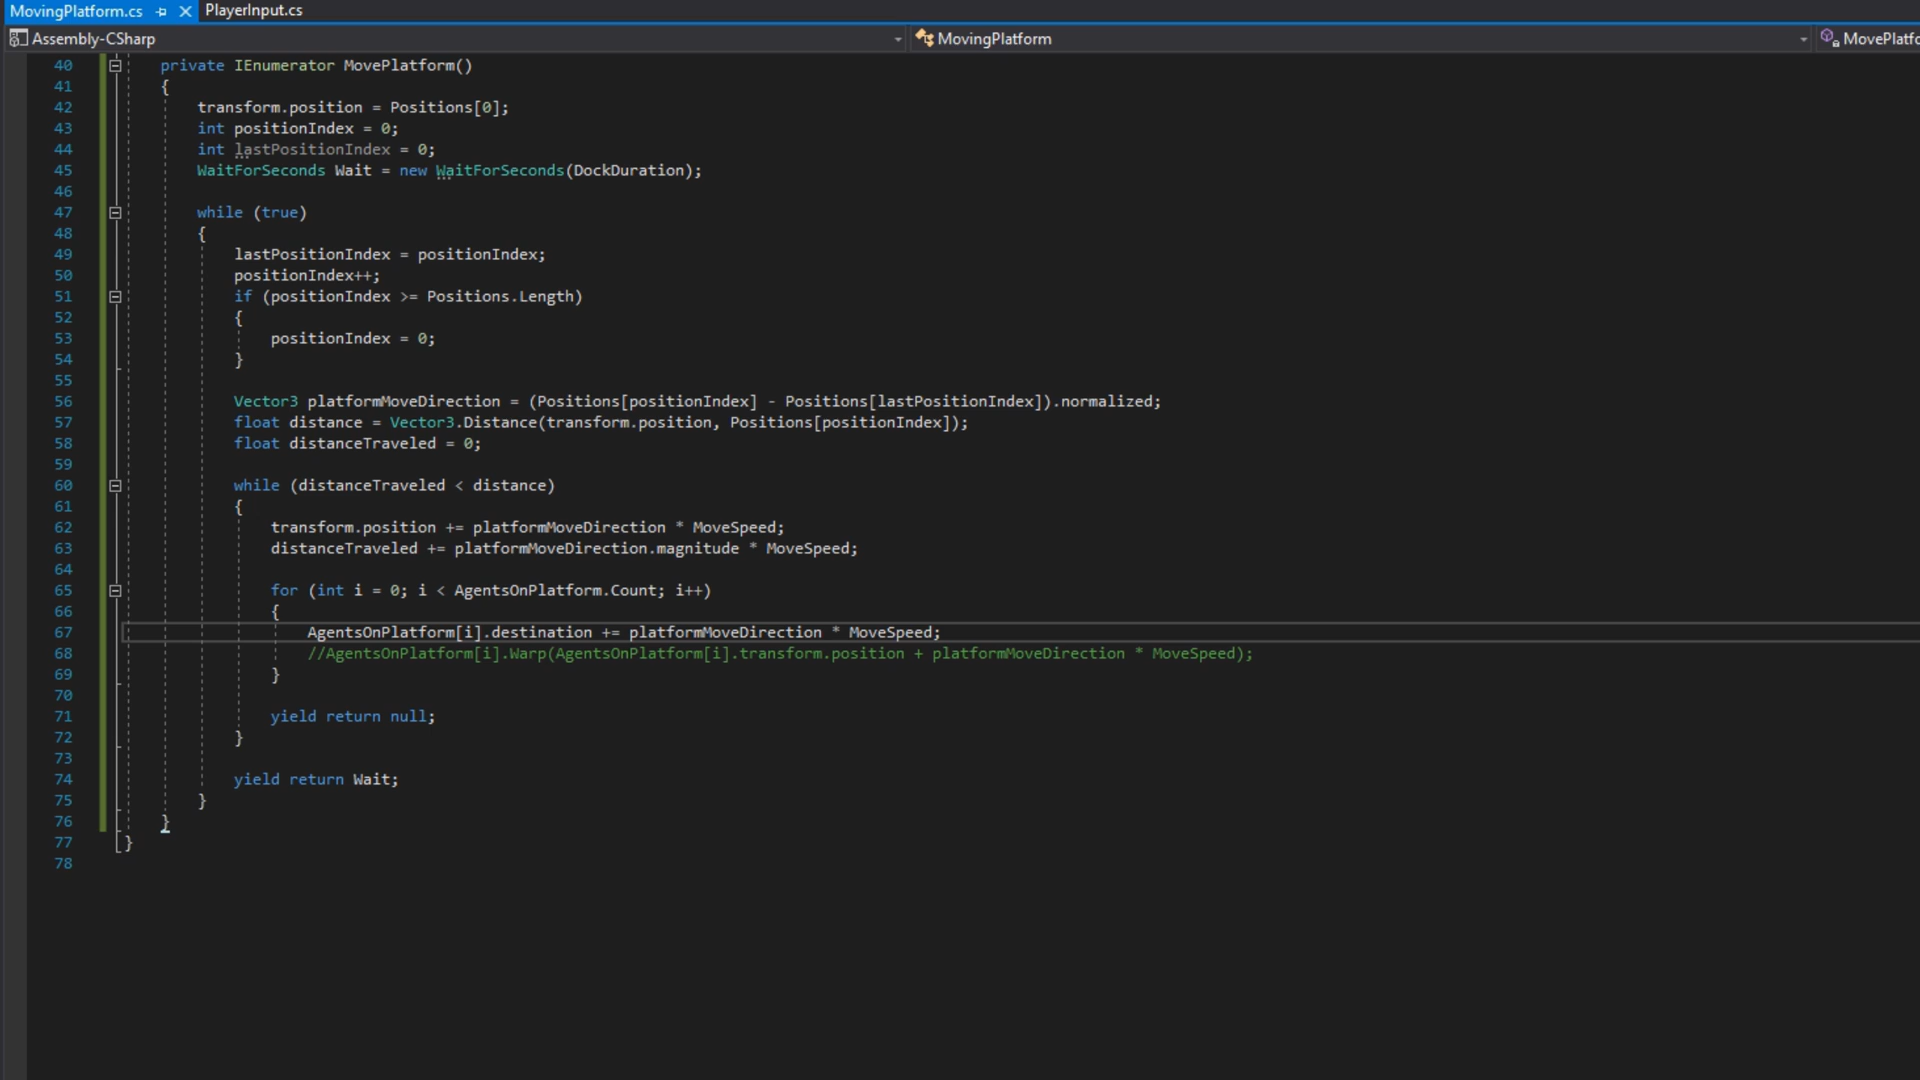 MovingPlatform.cs PlayerInput.cs
Assembly-CSharp MovingPlatform MovePlatfo
40 private IEnumerator MovePlatform()
41 {
42 transform.position = Positions[0];
43 int positionIndex = 0;
44 int lastPositionIndex = 0;
45 WaitForSeconds Wait = new WaitForSeconds(DockDuration);
46
47 while (true)
48 {
49 lastPositionIndex = positionIndex;
50 positionIndex++;
51 if (positionIndex >= Positions.Length)
52 {
53 positionIndex = 0;
54 }
55
56 Vector3 platformMoveDirection = (Positions[positionIndex] - Positions[lastPositionIndex]).normalized;
57 float distance = Vector3.Distance(transform.position, Positions[positionIndex]);
58 float distanceTraveled = 0;
59
60 while (distanceTraveled < distance)
61 {
62 transform.position += platformMoveDirection * MoveSpeed;
63 distanceTraveled += platformMoveDirection.magnitude * MoveSpeed;
64
65 for (int i = 0; i < AgentsOnPlatform.Count; i++)
66 {
67 AgentsOnPlatform[i].destination += platformMoveDirection * MoveSpeed;
68 //AgentsOnPlatform[i].Warp(AgentsOnPlatform[i].transform.position + platformMoveDirection * MoveSpeed);
69 }
70
71 yield return null;
72 }
73
74 yield return Wait;
75 }
76 }
77 }
78